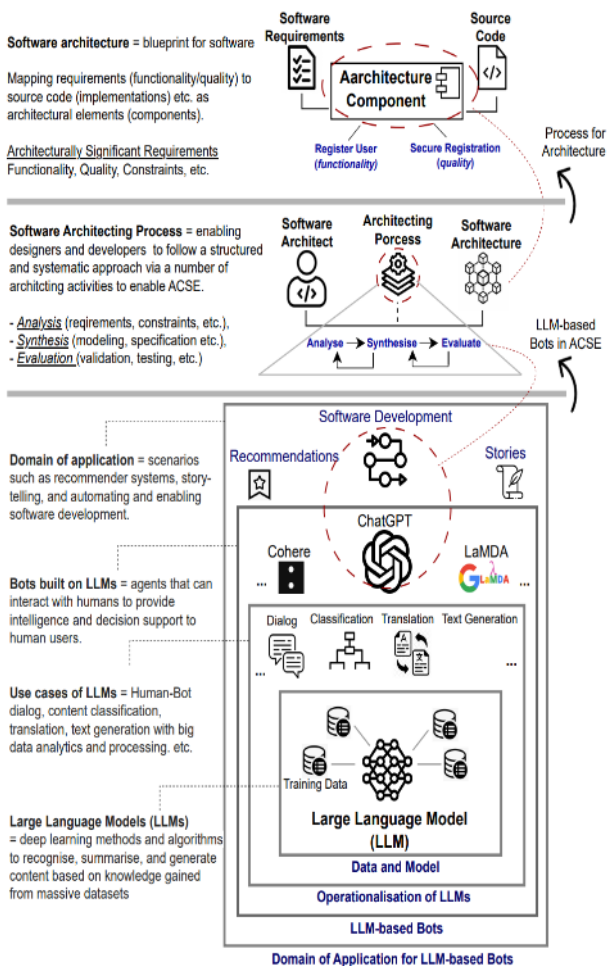 Software architecture = blueprint for software
Mapping requirements (functionality/quality) to
source code (implementations) etc. as
architectural elements (components).
Architecturally Significant Requirements
Functionality, Quality, Constraints, etc.
Software
Requirements
Source
Code
</>
Aarchitecture
Component
Register User
(functionality)
Secure Registration
(quality)
Process for
Architecture
Software Architecting Process = enabling
designers and developers to follow a structured
and systematic approach via a number of
architcting activities to enable ACSE.
- Analysis (reqirements, constraints, etc.),
- Synthesis (modeling, specification etc.),
- Evaluation (validation, testing, etc.)
Software
Architect
</>
Architecting
Porcess
Software
Architecture
Analyse
Synthesise
Evaluate
LLM-based
Bots in ACSE
Domain of application = scenarios
such as recommender systems, story-
telling, and automating and enabling
software development.
Software Development
Recommendations
Stories
Bots built on LLMs = agents that can
interact with humans to provide
intelligence and decision support to
human users.
ChatGPT
Cohere
LaMDA
G LaMDA
...
...
Use cases of LLMs = Human-Bot
dialog, content classification,
translation, text generation with big
data analytics and processing. etc.
Dialog
Classification
Translation
Text Generation
A
文
...
...
Large Language Models (LLMs)
= deep learning methods and algorithms
to recognise, summarise, and generate
content based on knowledge gained
from massive datasets
Training Data
Large Language Model
(LLM)
Data and Model
Operationalisation of LLMs
LLM-based Bots
Domain of Application for LLM-based Bots